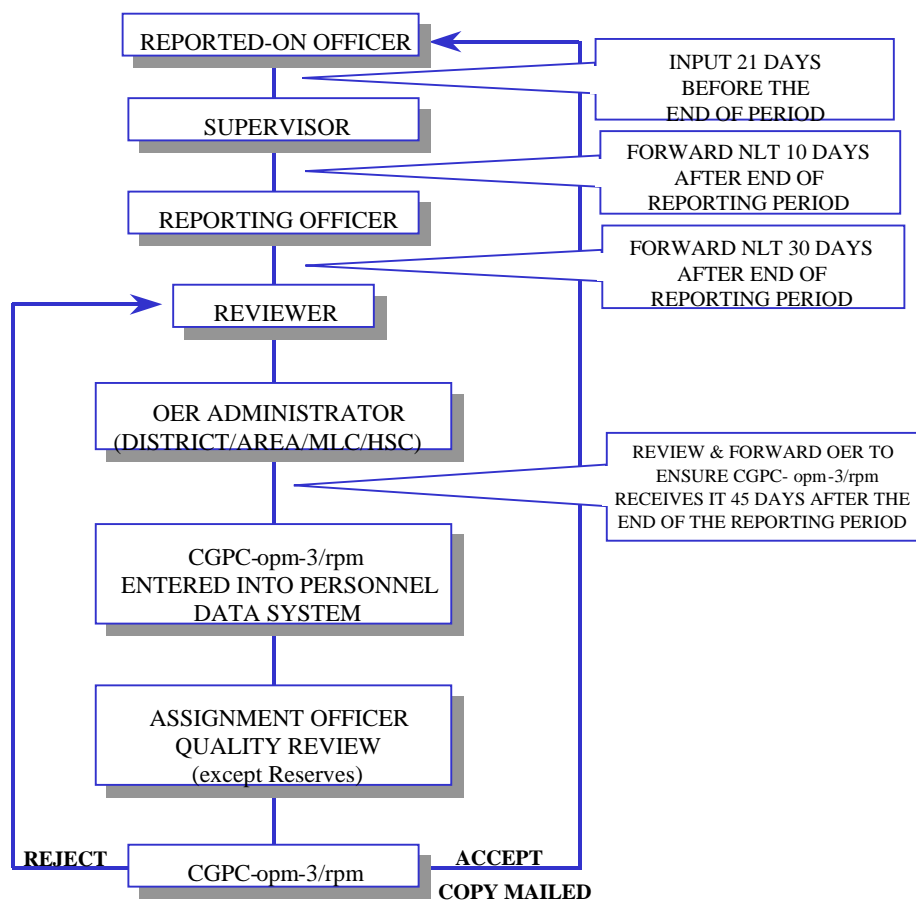 REPORTED-ON OFFICER
INPUT 21 DAYS
BEFORE THE
END OF PERIOD
SUPERVISOR
FORWARD NLT 10 DAYS
AFTER END OF
REPORTING PERIOD
REPORTING OFFICER
FORWARD NLT 30 DAYS
AFTER END OF
REPORTING PERIOD
REVIEWER
OER ADMINISTRATOR
(DISTRICT/AREA/MLC/HSC)
REVIEW & FORWARD OER TO
ENSURE CGPC- opm-3/rpm
RECEIVES IT 45 DAYS AFTER THE
END OF THE REPORTING PERIOD
CGPC-opm-3/rpm
ENTERED INTO PERSONNEL
DATA SYSTEM
ASSIGNMENT OFFICER
QUALITY REVIEW
(except Reserves)
REJECT
CGPC-opm-3/rpm
ACCEPT
COPY MAILED